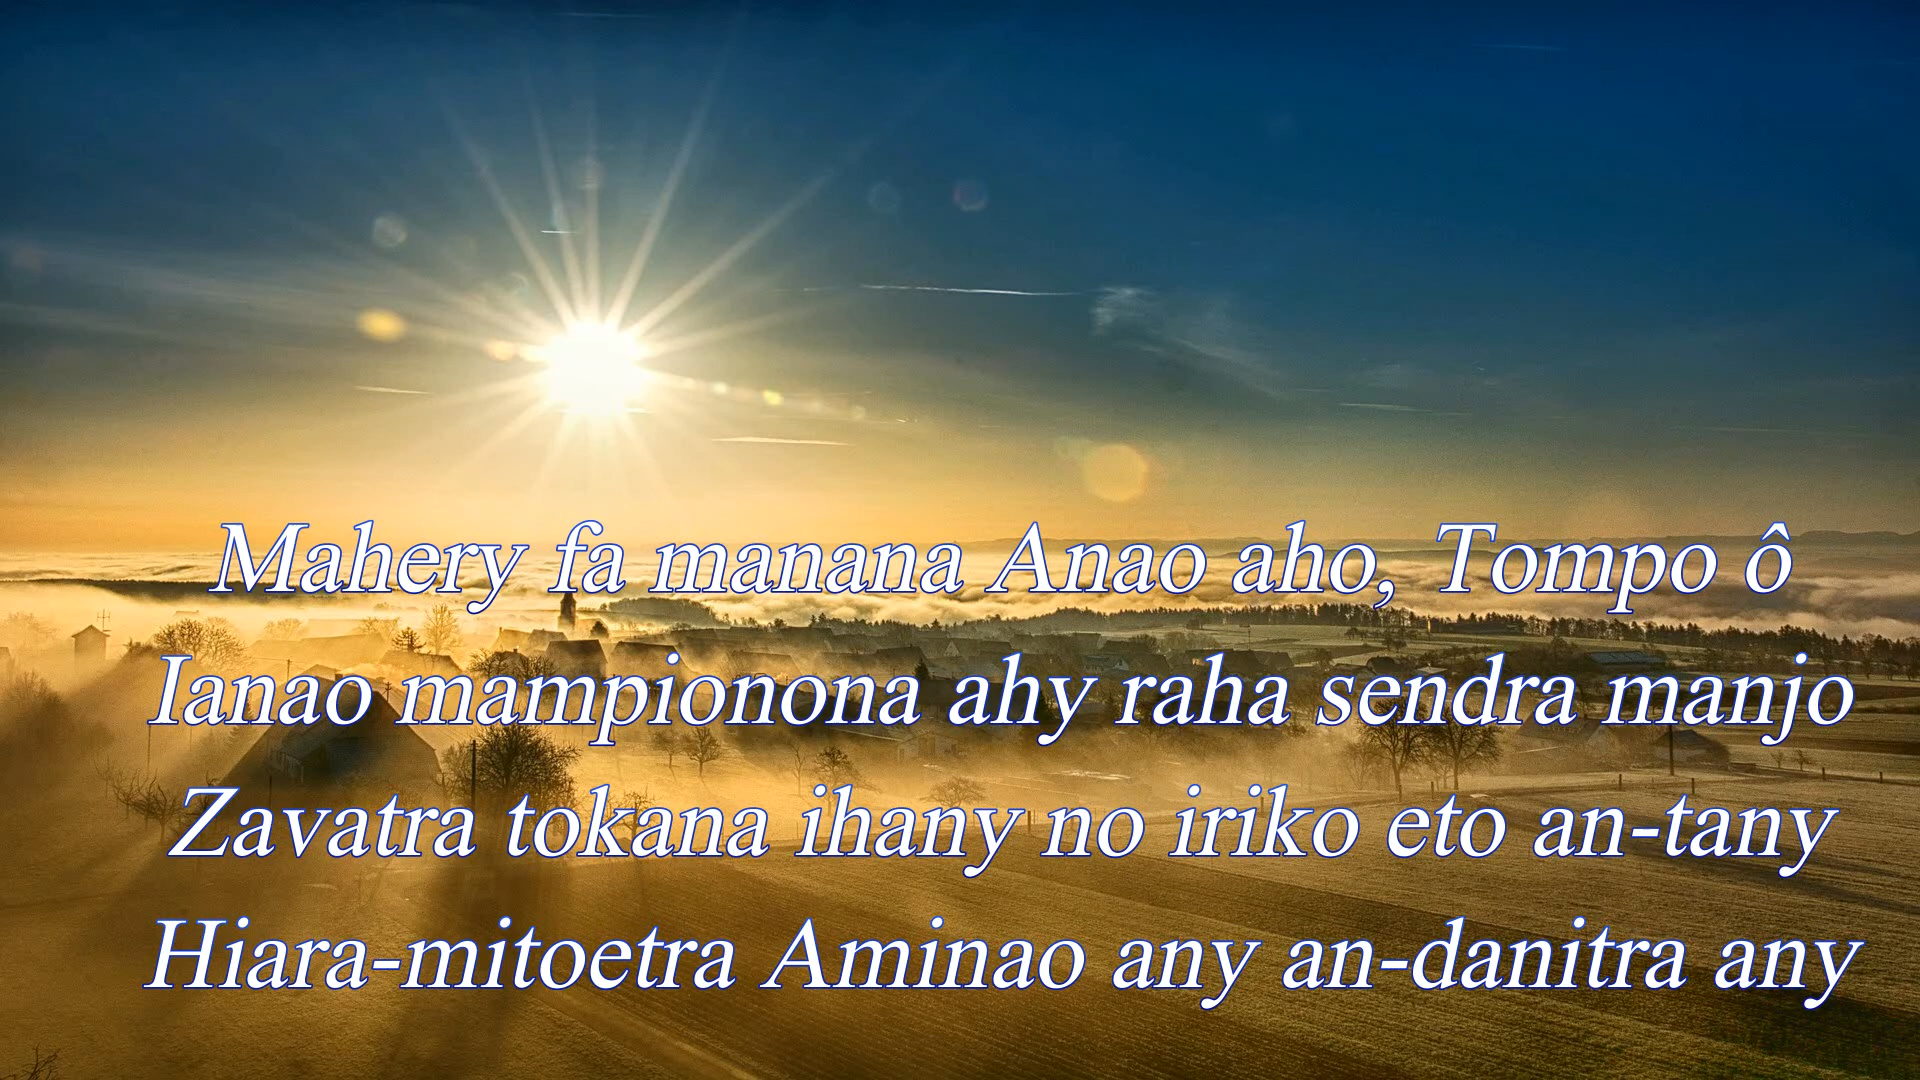 Mahery fa manana Anao aho, Tompo ô
Ianao mampionona ahy raha sendra manjo
Zavatra tokana ihany no iriko eto an-tany
Hiara-mitoetra Aminao any an-danitra any